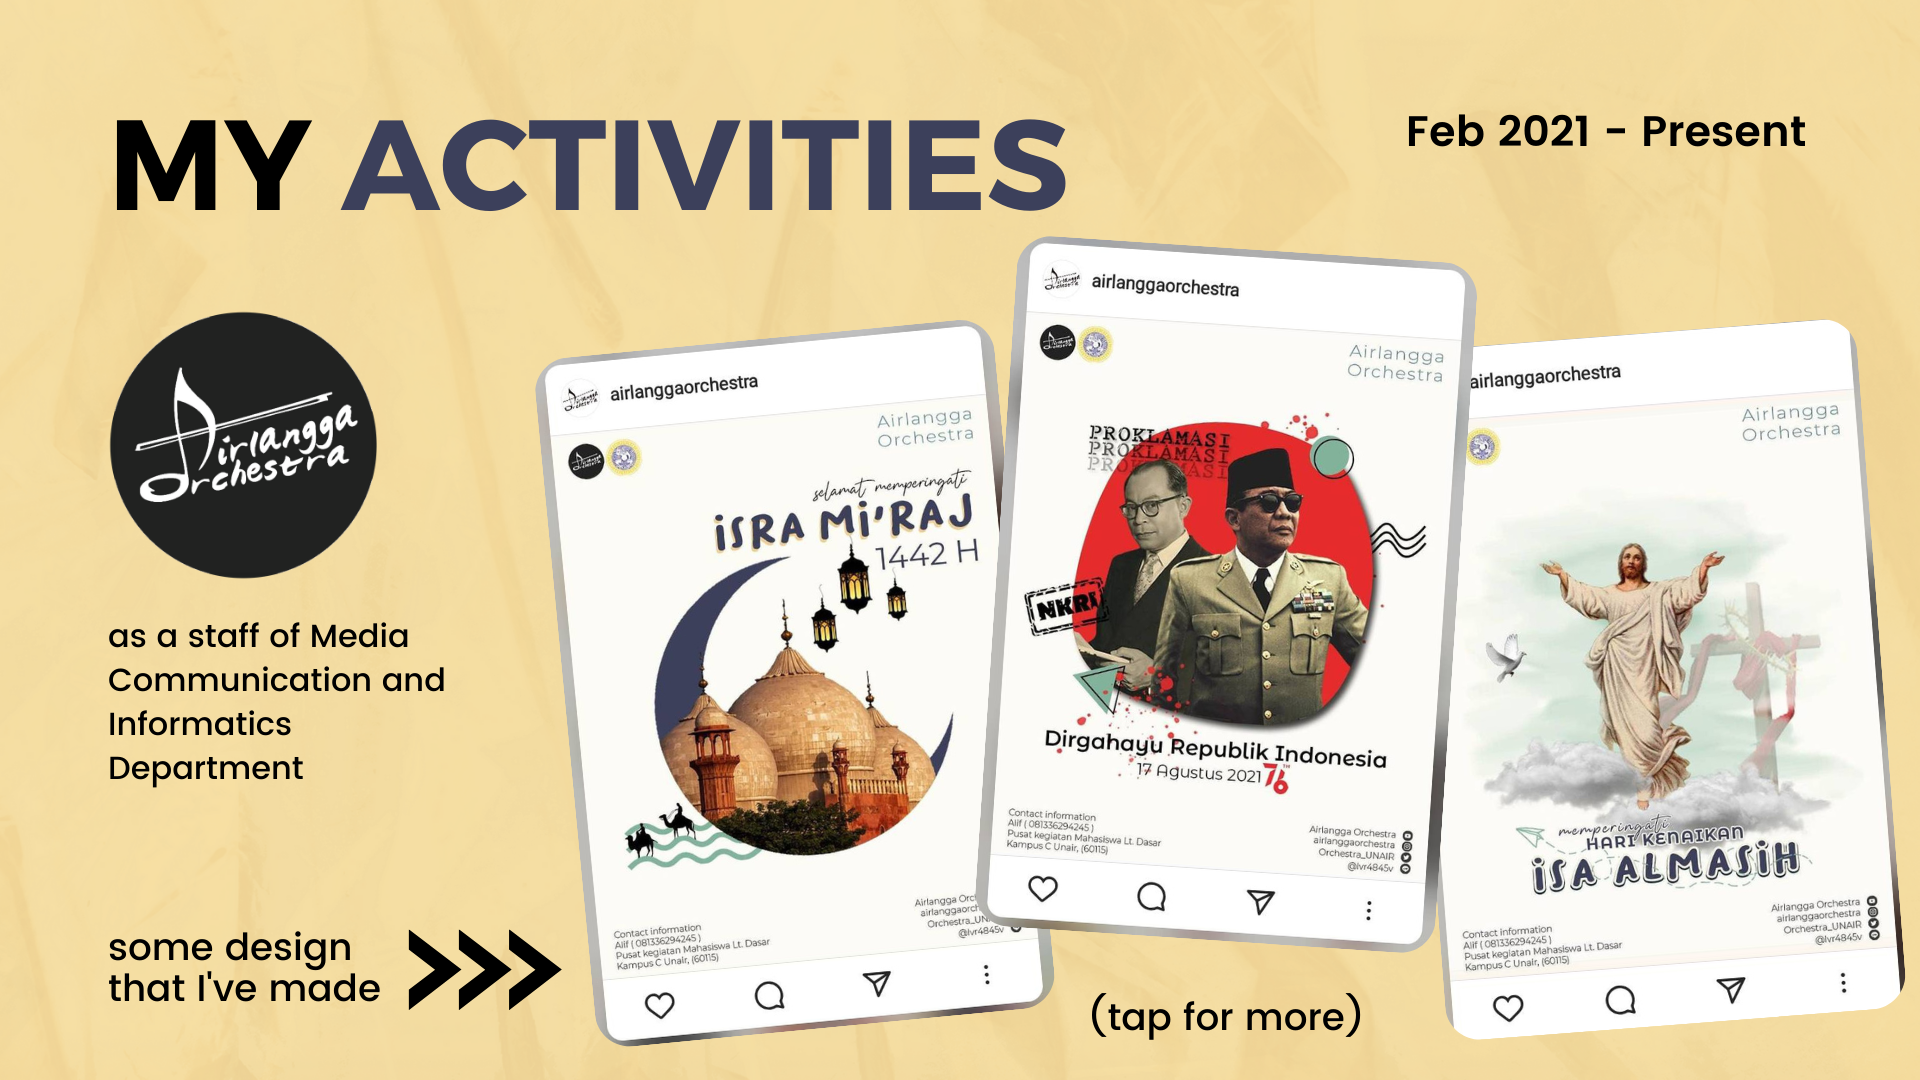 MY ACTIVITIES
Feb 2021 - Present
Airlangga
Orchestra
as a staff of Media
Communication and
Informatics
Department
some design
that I've made
airlanggaorchestra
Airlangga
Orchestra
selamat memperingati
ISRA MI'RAJ
1442 H
Contact information
Alif ( 081336294245 )
Pusat kegiatan Mahasiswa Lt. Dasar
Kampus C Unair, (60115)
@lvr4845v
airlanggaorchestra
Airlangga
Orchestra
PROKLAMASI
PROKLAMASI
PROKLAMASI
NKRI
Dirgahayu Republik Indonesia
17 Agustus 2021 76
Contact information
Alif ( 081336294245 )
Pusat kegiatan Mahasiswa Lt. Dasar
Kampus C Unair, (60115)
Airlangga Orchestra
airlanggaorchestra
Orchestra_UNAIR
@lvr4845v
airlanggaorchestra
Airlangga
Orchestra
memperingati
HARI KENAIKAN
ISA ALMASIH
Contact information
Alif ( 081336294245 )
Pusat kegiatan Mahasiswa Lt. Dasar
Kampus C Unair, (60115)
Airlangga Orchestra
airlanggaorchestra
Orchestra_UNAIR
@lvr4845v
(tap for more)